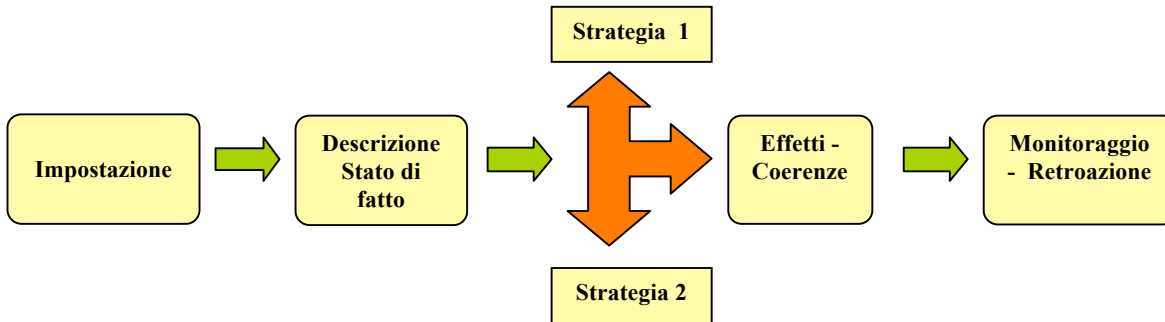 Impostazione
Descrizione
Stato di
fatto
Strategia 1
Strategia 2
Effetti -
Coerenze
Monitoraggio
- Retroazione